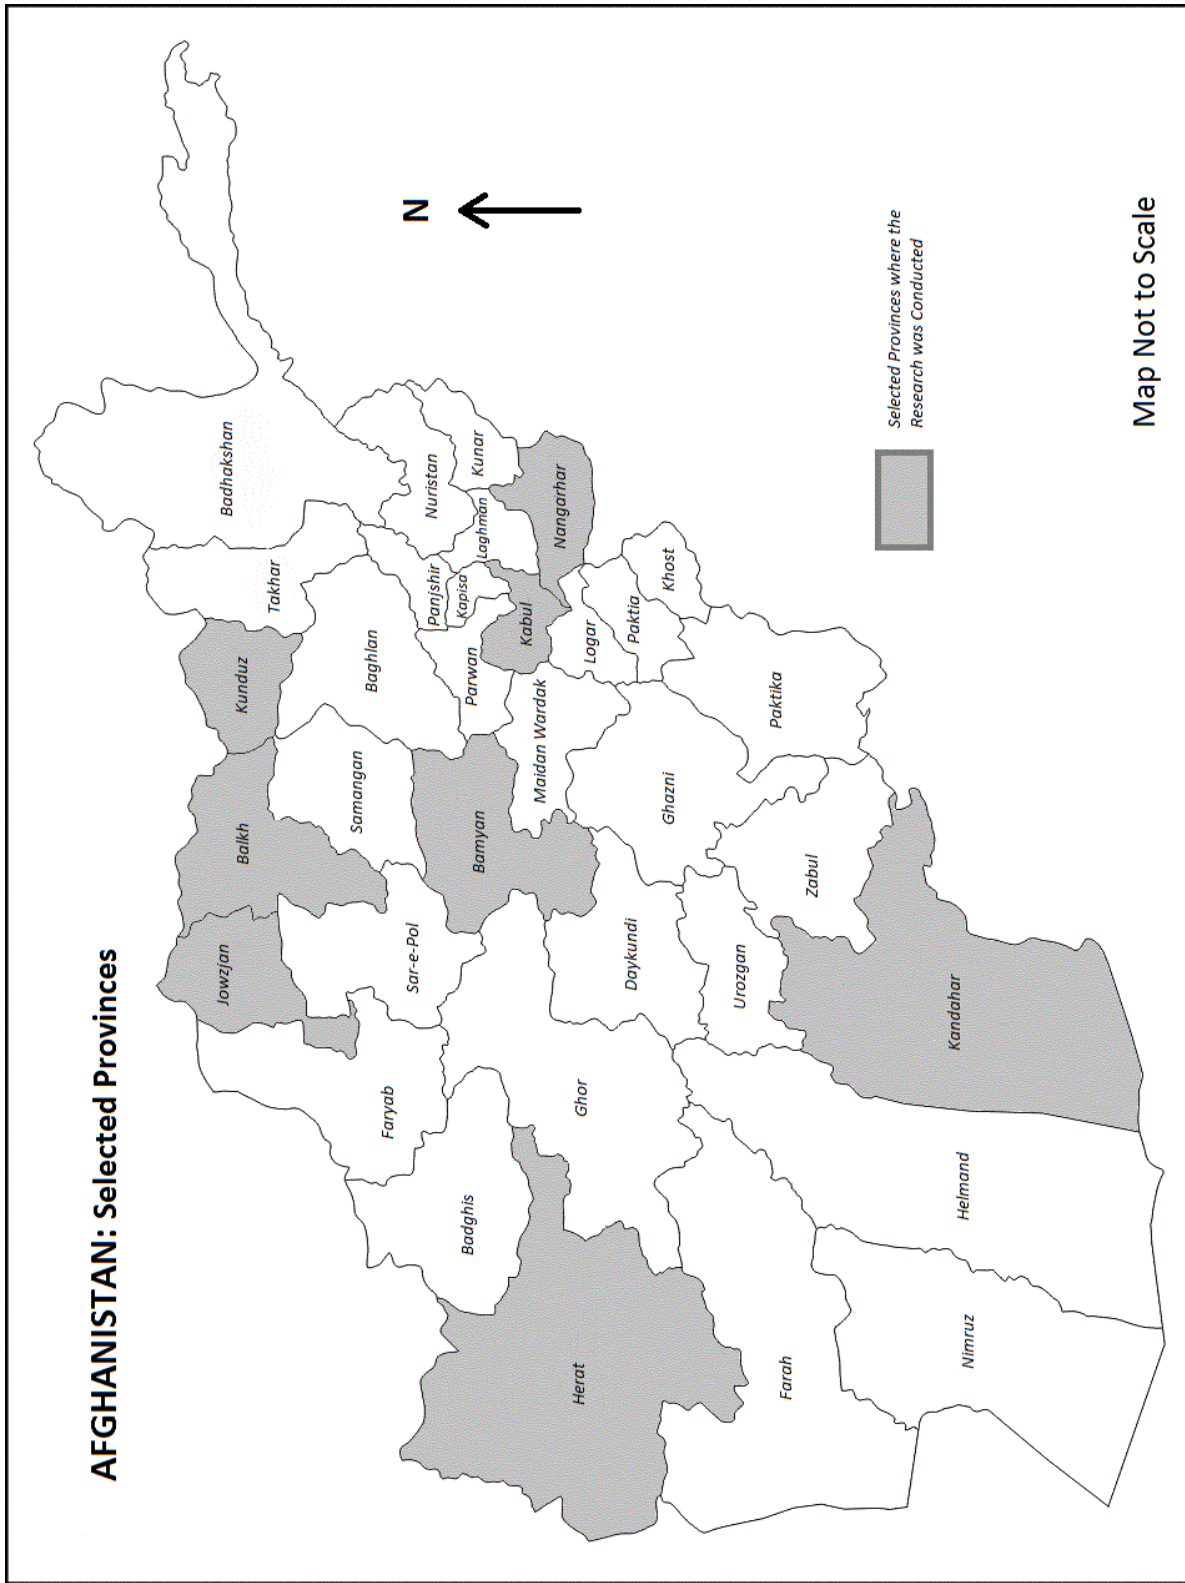 AFGHANISTAN: Selected Provinces
N
Badhakshan
Takhar
Kunduz
Balkh
Jowzjan
Faryab
Sar-e-Pol
Samangan
Baghlan
Panjshir
Kapisa
Nuristan
Kunar
Laghman
Nangarhar
Kabul
Parwan
Bamyan
Maidan Wardak
Logar
Paktia
Khost
Badghis
Herat
Ghor
Daykundi
Ghazni
Paktika
Urozgan
Zabul
Kandahar
Helmand
Farah
Nimruz
Selected Provinces where the
Research was Conducted
Map Not to Scale